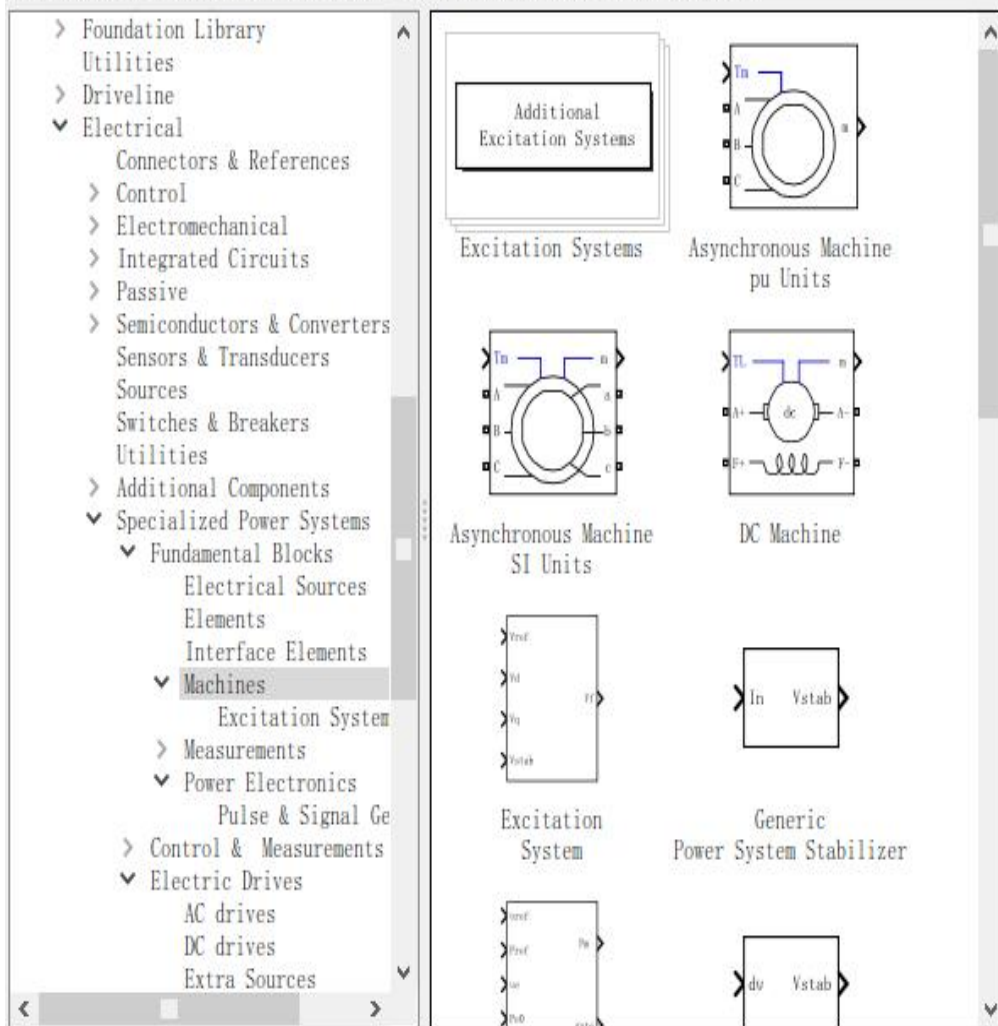 Foundation Library
Utilities
Driveline
Electrical
Connectors & References
Control
Electromechanical
Integrated Circuits
Passive
Semiconductors & Converters
Sensors & Transducers
Sources
Switches & Breakers
Utilities
Additional Components
Specialized Power Systems
Fundamental Blocks
Electrical Sources
Elements
Interface Elements
Machines
Excitation System
Measurements
Power Electronics
Pulse & Signal Ge
Control & Measurements
Electric Drives
AC drives
DC drives
Extra Sources
Additional
Excitation Systems
Excitation Systems
Tm
A
m
B
C
Asynchronous Machine
pu Units
Tm m
A a
B b
C c
Asynchronous Machine
SI Units
TL m
A+ dc A-
F+ F-
DC Machine
Vref
Vd
Vf
Vq
Vstab
Excitation
System
In Vstab
Generic
Power System Stabilizer
wref
Pm
Pref
we
Pe0
dv Vstab